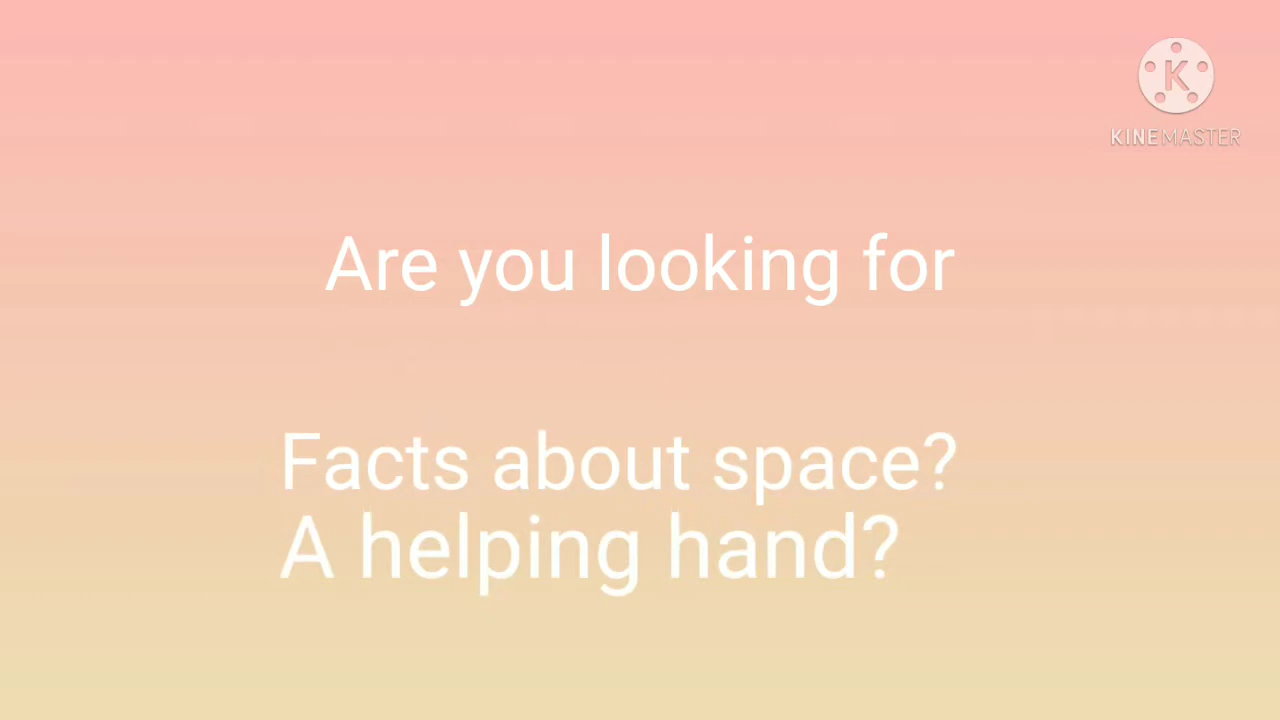 K
KINEMASTER
Are you looking for
Facts about space?
A helping hand?